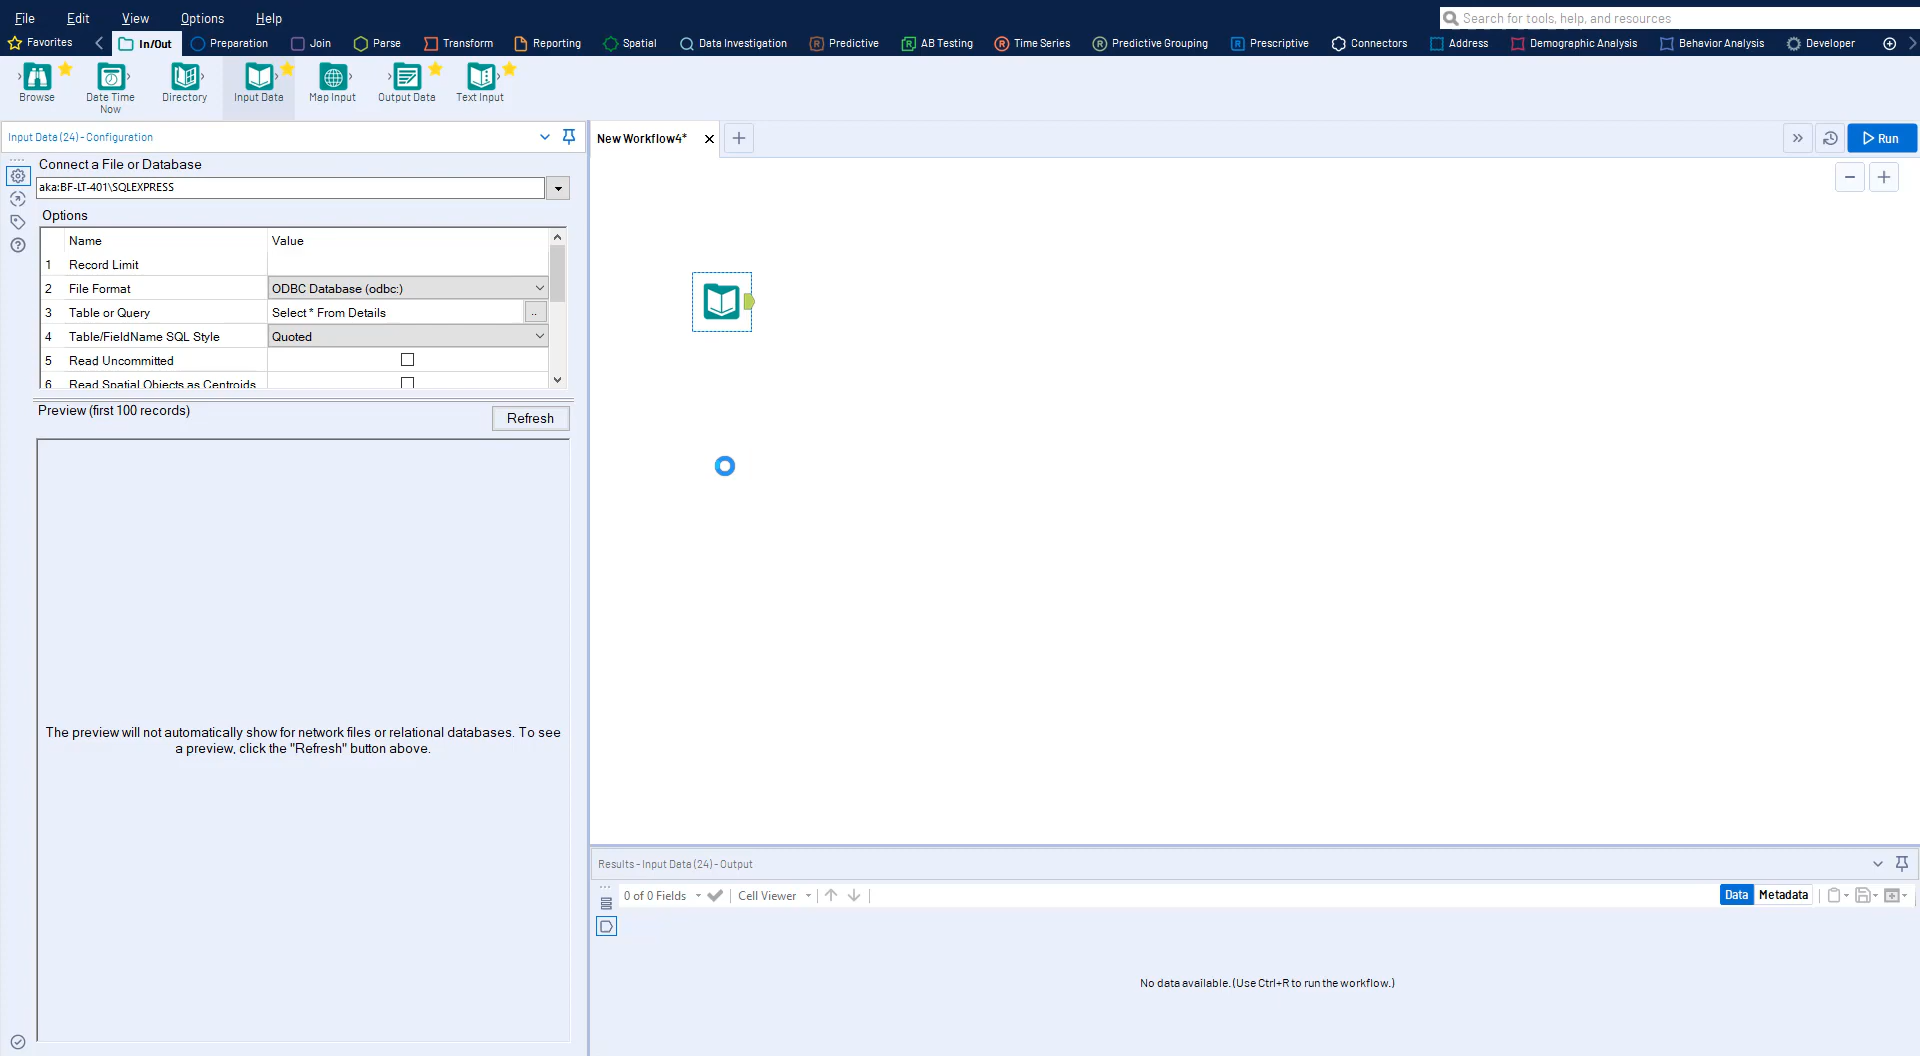 File Edit View Options Help
Search for tools, help, and resources
Favorites In/Out Preparation Join Parse Transform Reporting Spatial Data Investigation Predictive AB Testing Time Series Predictive Grouping Prescriptive Connectors Address Demographic Analysis Behavior Analysis Developer
Browse Date Time Directory Input Data Map Input Output Data Text Input
Now
Input Data (24) - Configuration
New Workflow4*
Run
Connect a File or Database
aka:BF-LT-401\SQLEXPRESS
Options
Name Value
1 Record Limit
2 File Format ODBC Database (odbc:)
3 Table or Query Select * From Details ..
4 Table/FieldName SQL Style Quoted
5 Read Uncommitted
6 Read Spatial Objects as Centroids
Preview (first 100 records)
Refresh
The preview will not automatically show for network files or relational databases. To see
a preview, click the "Refresh" button above.
Results - Input Data (24) - Output
0 of 0 Fields Cell Viewer Data Metadata
No data available. (Use Ctrl+R to run the workflow.)